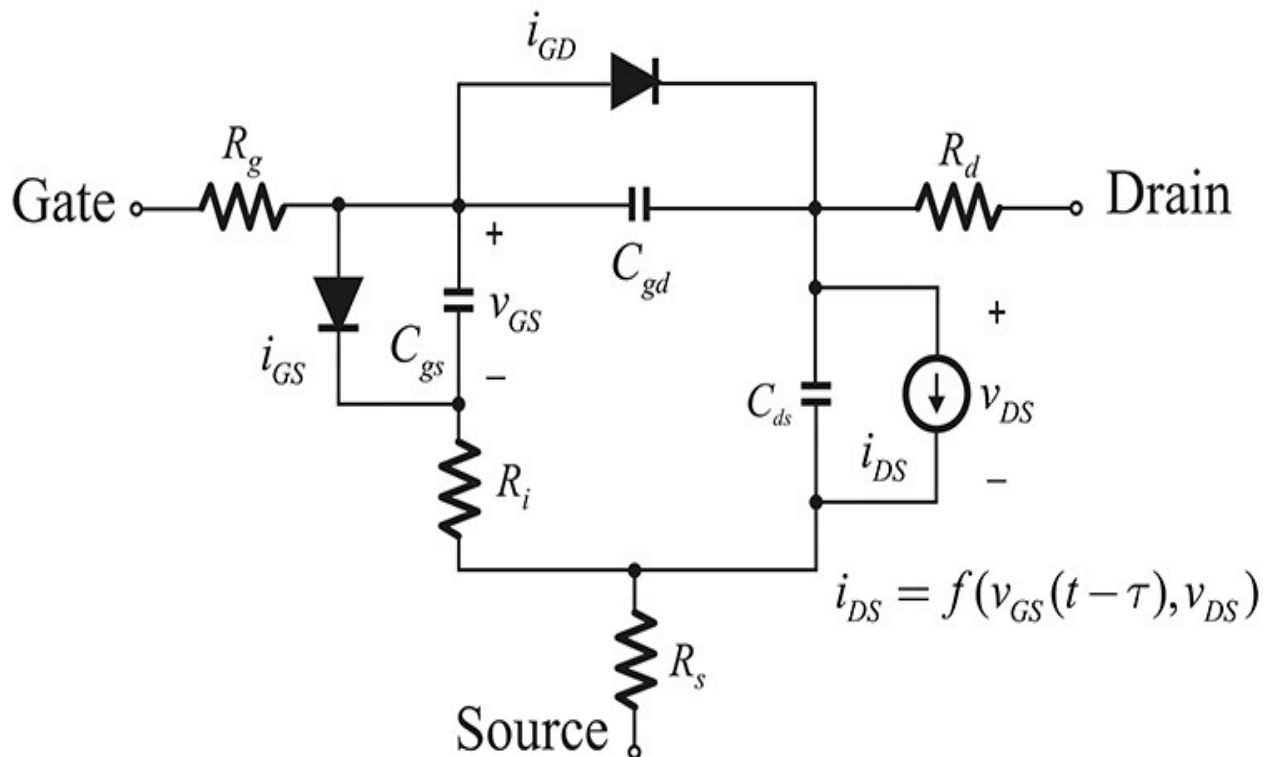 i_GD
R_g
R_d
Gate
Drain
+
C_gd
v_GS
+
i_GS
C_gs
−
C_ds
v_DS
i_DS
−
R_i
i_DS = f(v_GS(t−τ),v_DS)
R_s
Source